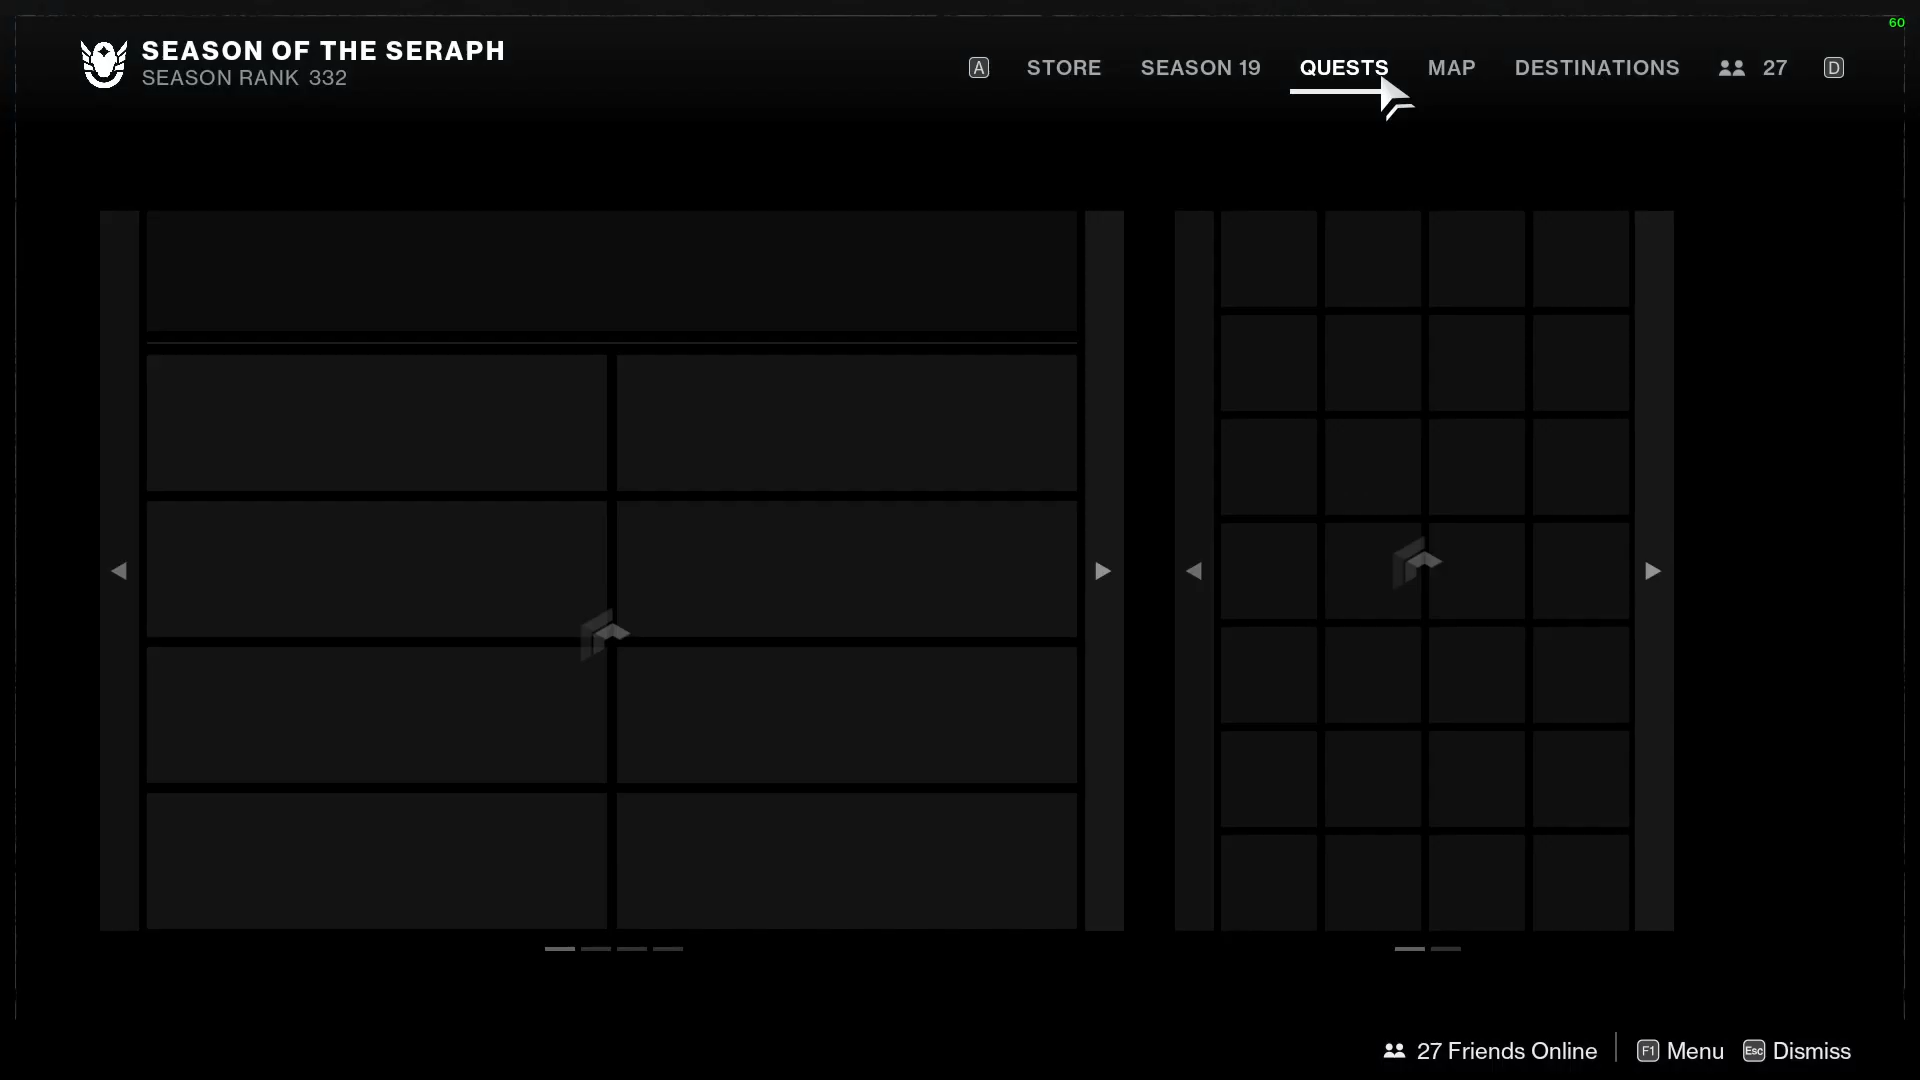 60
SEASON OF THE SERAPH
SEASON RANK 332
A STORE SEASON 19 QUESTS MAP DESTINATIONS 27 D
27 Friends Online F1 Menu Esc Dismiss